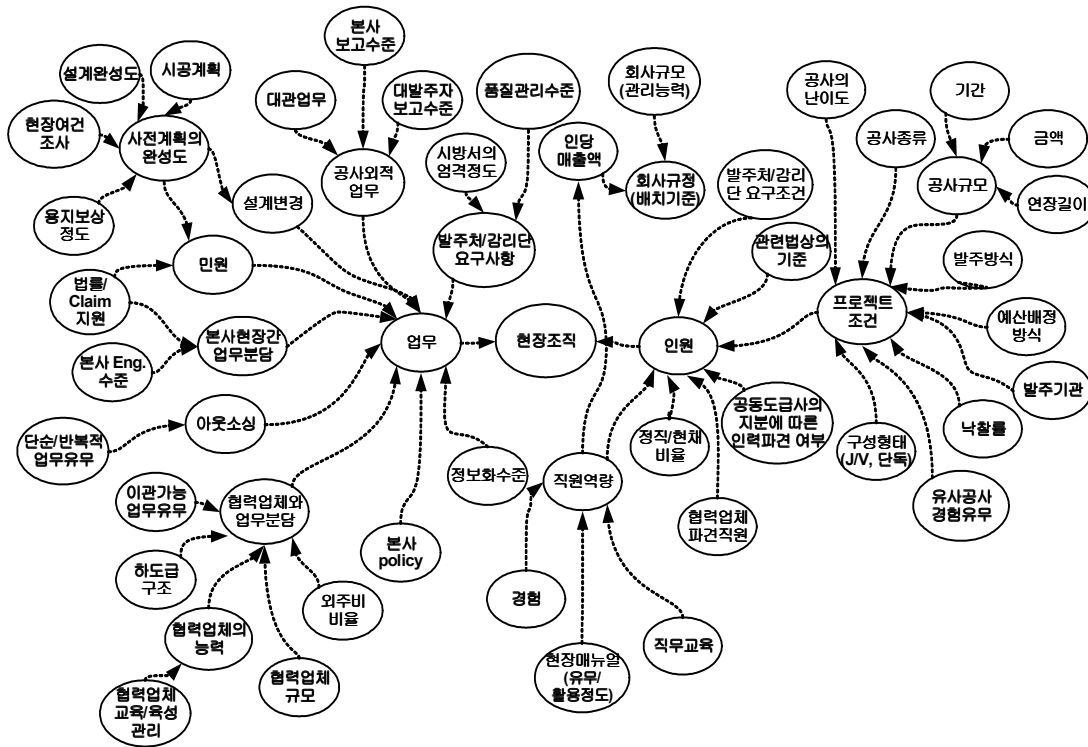 본사
보고수준
시공계획
설계완성도
대관업무
대발주자
보고수준
품질관리수준
회사규모
(관리능력)
공사의
난이도
기간
금액
현장여건
조사
사전계획의
완성도
공사외적
업무
시방서의
엄격정도
인당
매출액
회사규정
(배치기준)
발주처/감리
단 요구조건
공사종류
공사규모
연장길이
용지보상
정도
설계변경
민원
발주처/감리단
요구사항
관련법상의
기준
발주방식
법률/
Claim
지원
본사현장간
업무분담
업무
현장조직
인원
프로젝트
조건
예산배정
방식
본사 Eng.
수준
발주기관
아웃소싱
단순/반복적
업무유무
정직/현채
비율
공동도급사의
지분에 따른
인력파견 여부
구성형태
(J/V, 단독)
낙찰률
정보화수준
직원역량
이관가능
업무유무
협력업체와
업무분담
협력업체
파견직원
유사공사
경험유무
본사
policy
하도급
구조
외주비
비율
경험
협력업체의
능력
직무교육
협력업체
규모
현장매뉴얼
(유무/
활용정도)
협력업체
교육/육성
관리